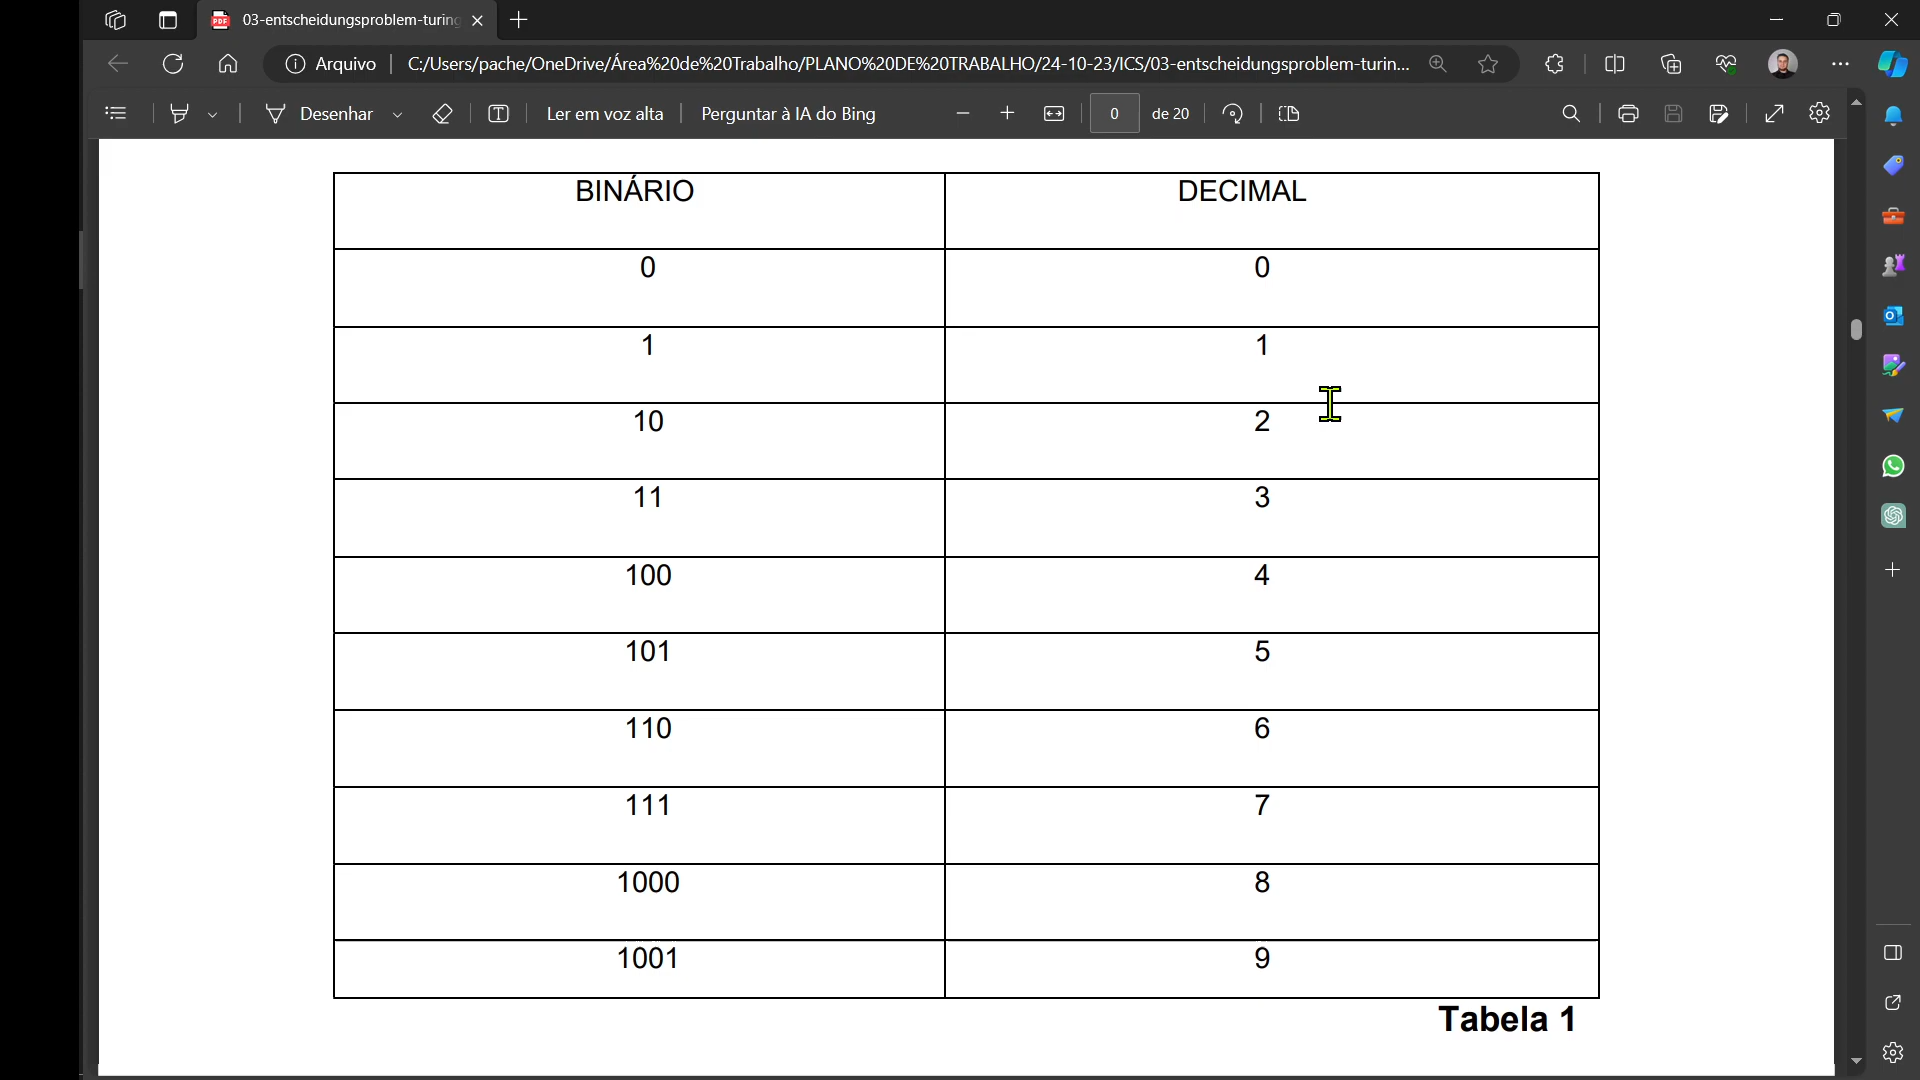 03-entscheidungsproblem-turing
Arquivo
C:/Users/pache/OneDrive/Área%20de%20Trabalho/PLANO%20DE%20TRABALHO/24-10-23/ICS/03-entscheidungsproblem-turin...
Desenhar
Ler em voz alta
Perguntar à IA do Bing
0 de 20
BINÁRIO DECIMAL
0 0
1 1
10 2
11 3
100 4
101 5
110 6
111 7
1000 8
1001 9
Tabela 1